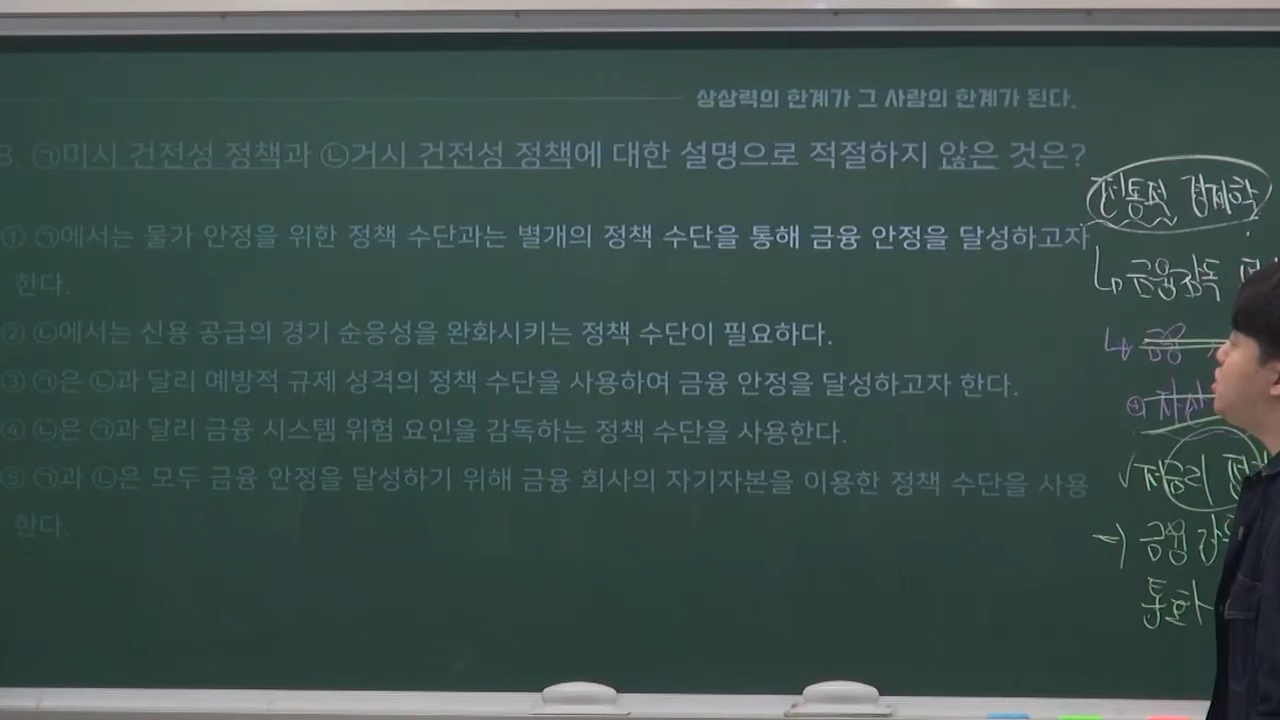 상상력의 한계가 그 사람의 한계가 된다.
8. ㉠미시 건전성 정책과 ㉡거시 건전성 정책에 대한 설명으로 적절하지 않은 것은?
① ㉠에서는 물가 안정을 위한 정책 수단과는 별개의 정책 수단을 통해 금융 안정을 달성하고자
한다.
② ㉡에서는 신용 공급의 경기 순응성을 완화시키는 정책 수단이 필요하다.
③ ㉠은 ㉡과 달리 예방적 규제 성격의 정책 수단을 사용하여 금융 안정을 달성하고자 한다.
④ ㉡은 ㉠과 달리 금융 시스템 위험 요인을 감독하는 정책 수단을 사용한다.
⑤ ㉠과 ㉡은 모두 금융 안정을 달성하기 위해 금융 회사의 자기자본을 이용한 정책 수단을 사용
한다.
전통적 경제학
금융감독
금융
저금리
→ 금융
통화